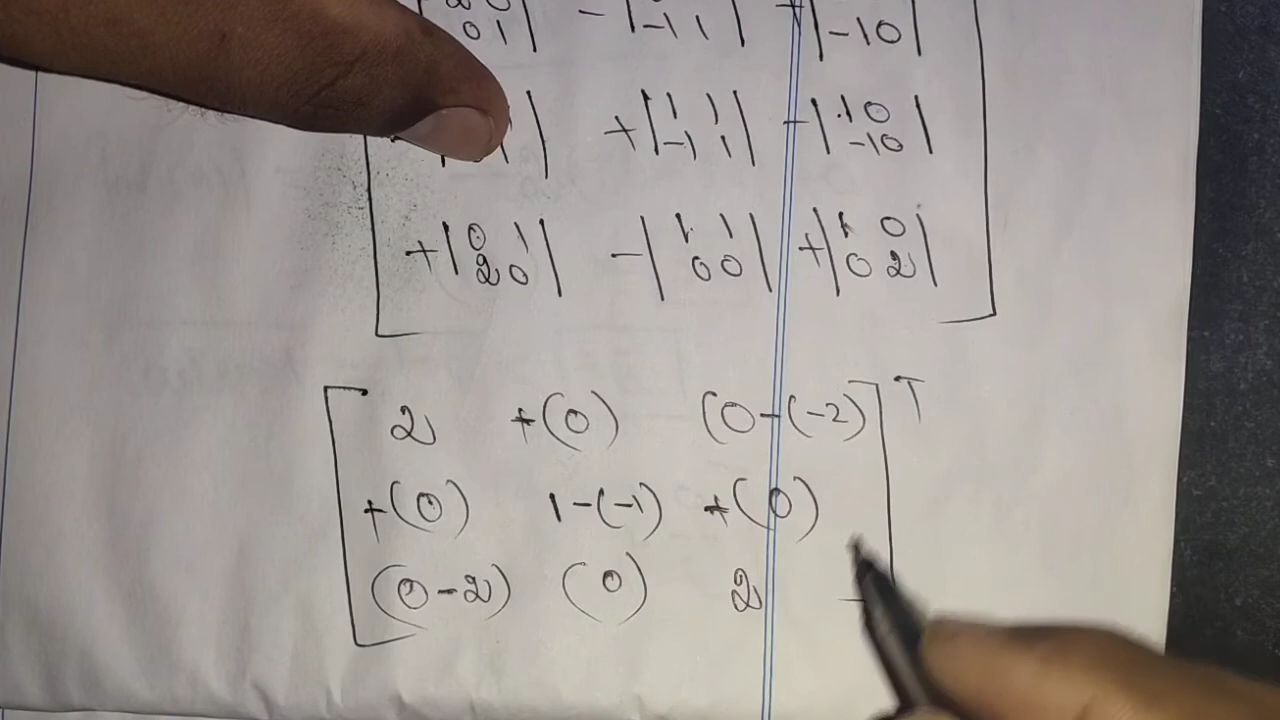 0 1| - |-1 1| + |-1 0|
+ |1 1| - |1 0|
|-1 1| |-1 0|
+ |0 1| - |1 1| + |1 0|
|2 0| |0 0| |0 2|
[ 2 +(0) (0-(-2) ] T
+(0) 1-(-1) +(0)
(0-2) (0) 2